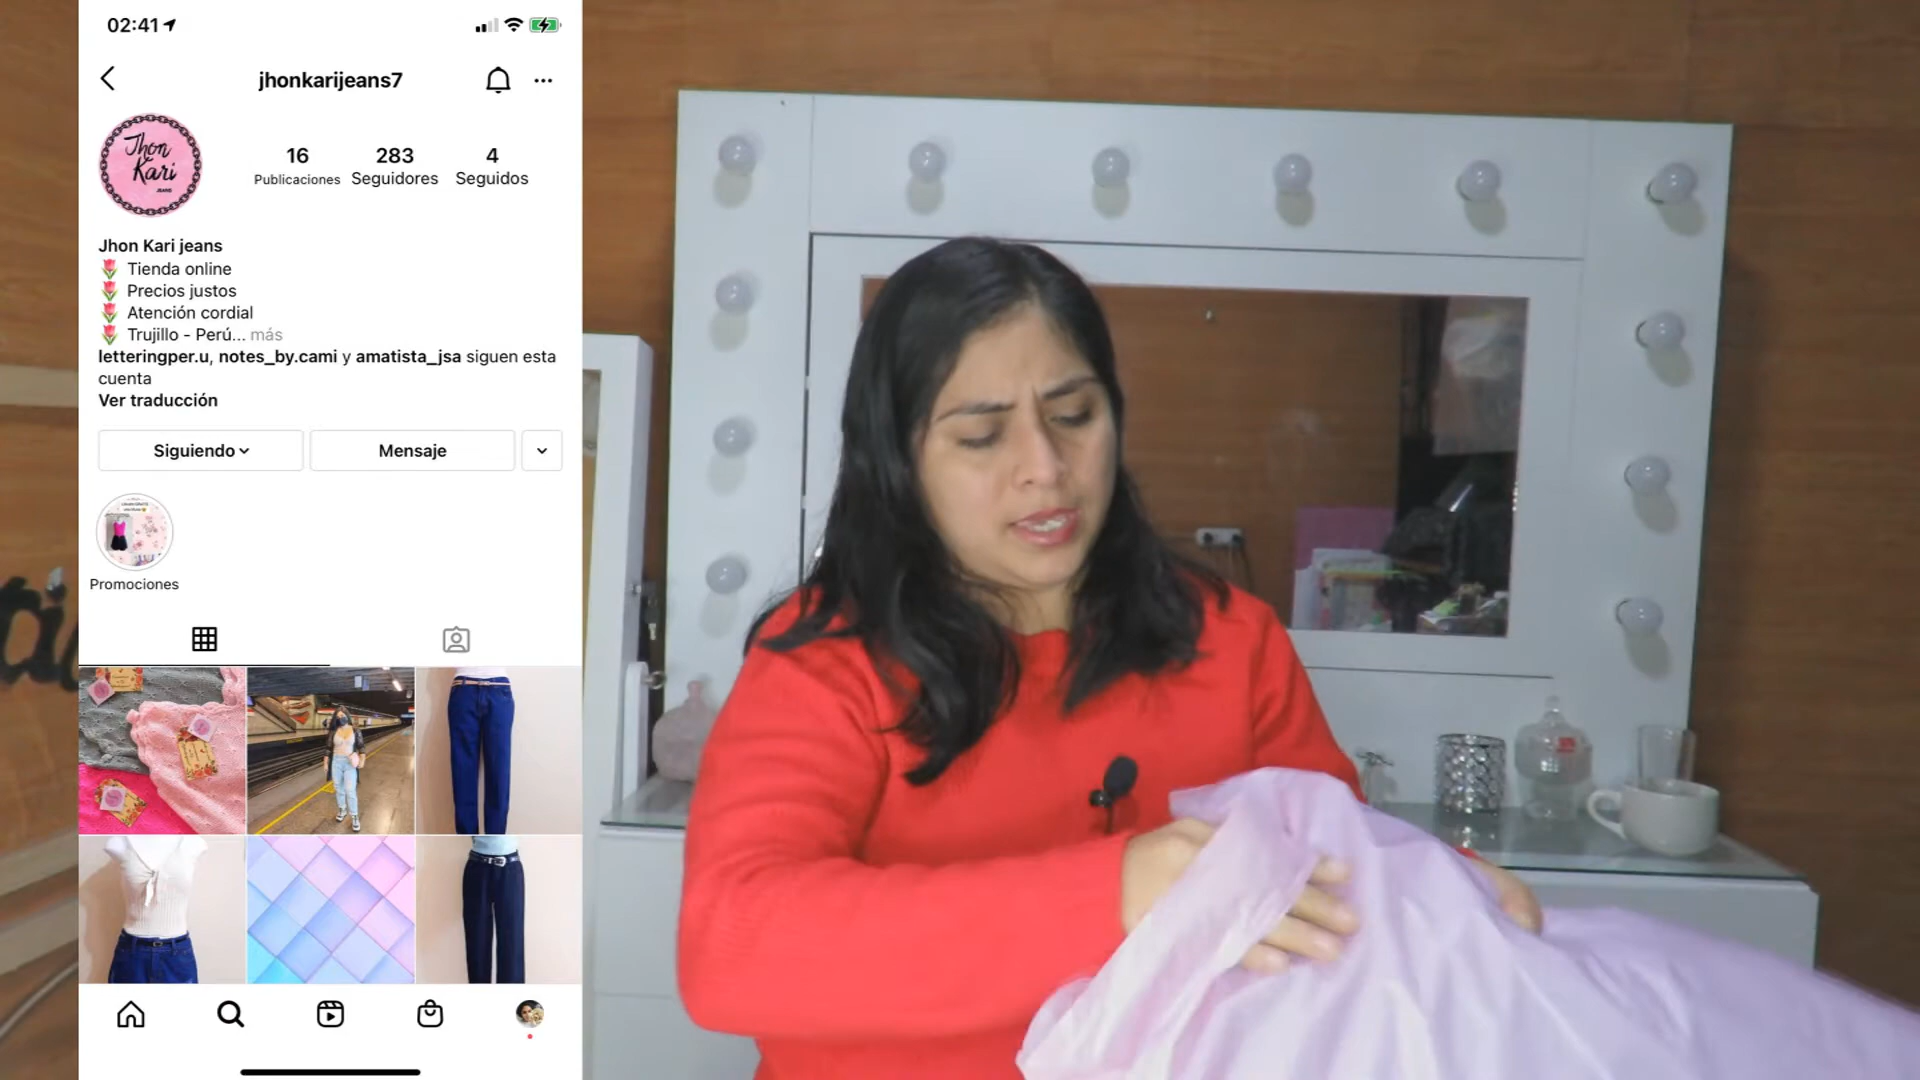 02:41
jhonkarijeans7
Jhon
Kari
JEANS
16
283
4
Publicaciones
Seguidores
Seguidos
Jhon Kari jeans
🌷 Tienda online
🌷 Precios justos
🌷 Atención cordial
🌷 Trujillo - Perú... más
letteringper.u, notes_by.cami y amatista_jsa siguen esta
cuenta
Ver traducción
Siguiendo
Mensaje
Promociones